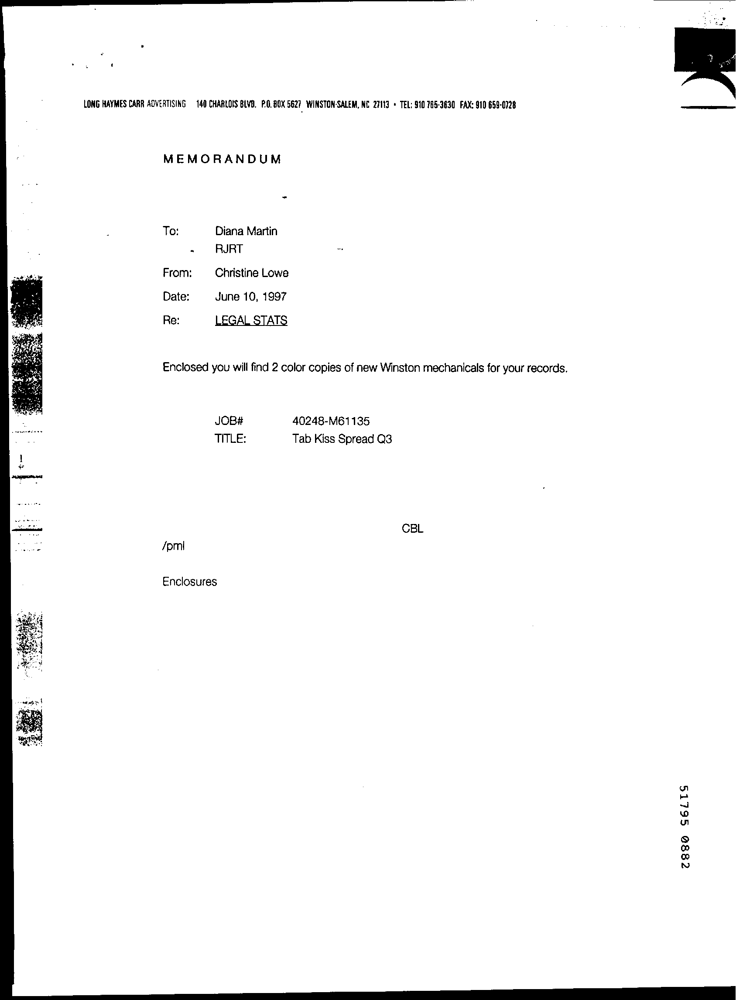 LONG HAYMES CARR ADVERTISING 140 CHARLOIS BLVD. P.O. BOX 5627 WINSTON-SALEM, NC 27113 • TEL: 910 765-3630 FAX: 910 659-0728
MEMORANDUM
To: Diana Martin
RJRT
From: Christine Lowe
Date: June 10, 1997
Re: LEGAL STATS
Enclosed you will find 2 color copies of new Winston mechanicals for your records.
JOB# 40248-M61135
TITLE: Tab Kiss Spread Q3
CBL
/pml
Enclosures
51795 0882